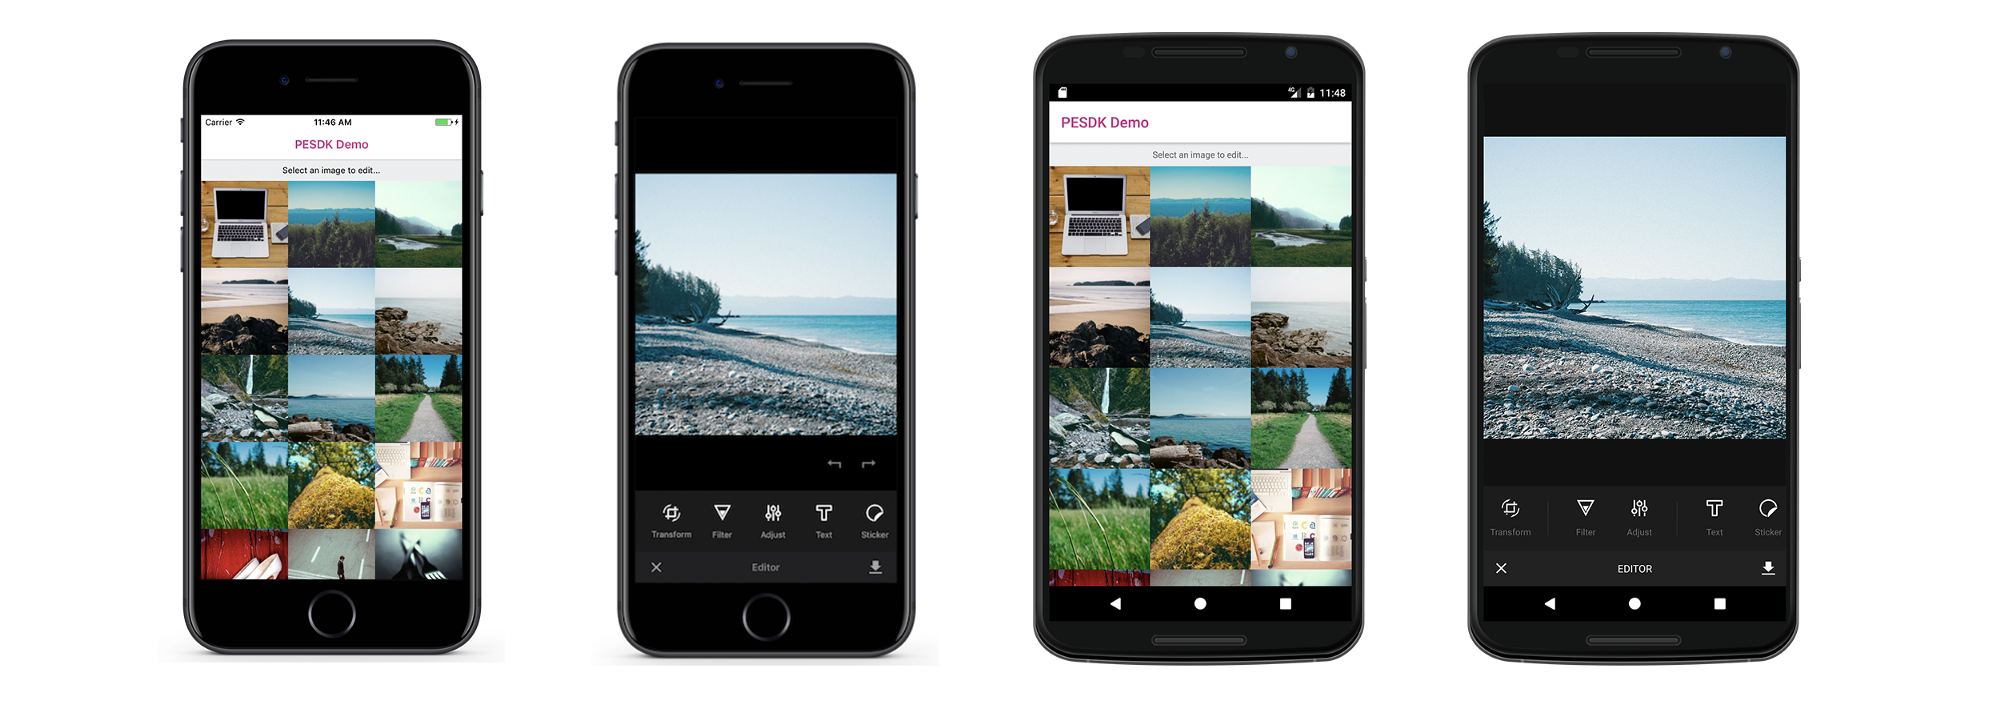 Carrier 11:46 AM
PESDK Demo
Select an image to edit...
Transform Filter Adjust Text Sticker
Editor
4G 11:48
PESDK Demo
Select an image to edit...
Transform Filter Adjust Text Sticker
EDITOR